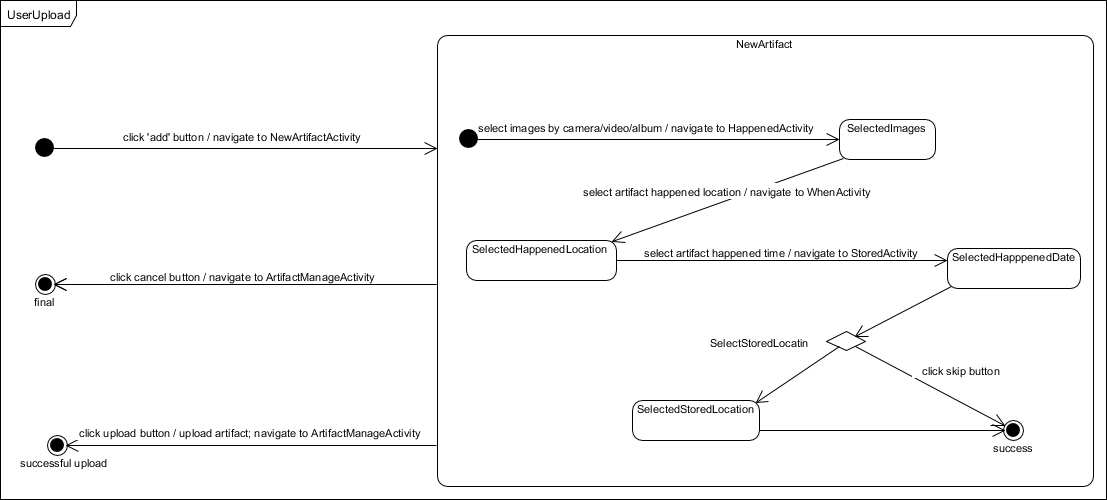 UserUpload
NewArtifact
click 'add' button / navigate to NewArtifactActivity
select images by camera/video/album / navigate to HappenedActivity
SelectedImages
select artifact happened location / navigate to WhenActivity
SelectedHappenedLocation
select artifact happened time / navigate to StoredActivity
SelectedHapppenedDate
click cancel button / navigate to ArtifactManageActivity
final
SelectStoredLocatin
click skip button
SelectedStoredLocation
success
click upload button / upload artifact; navigate to ArtifactManageActivity
successful upload